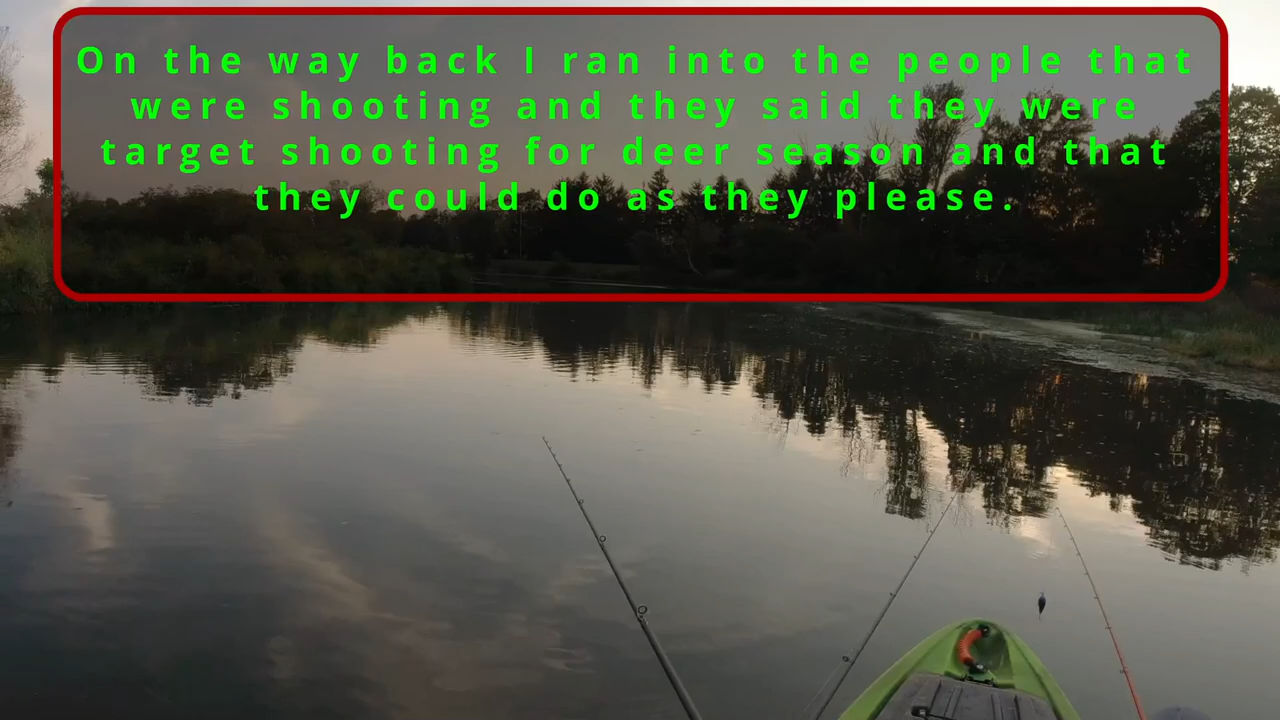 On the way back I ran into the people that
were shooting and they said they were
target shooting for deer season and that
they could do as they please.